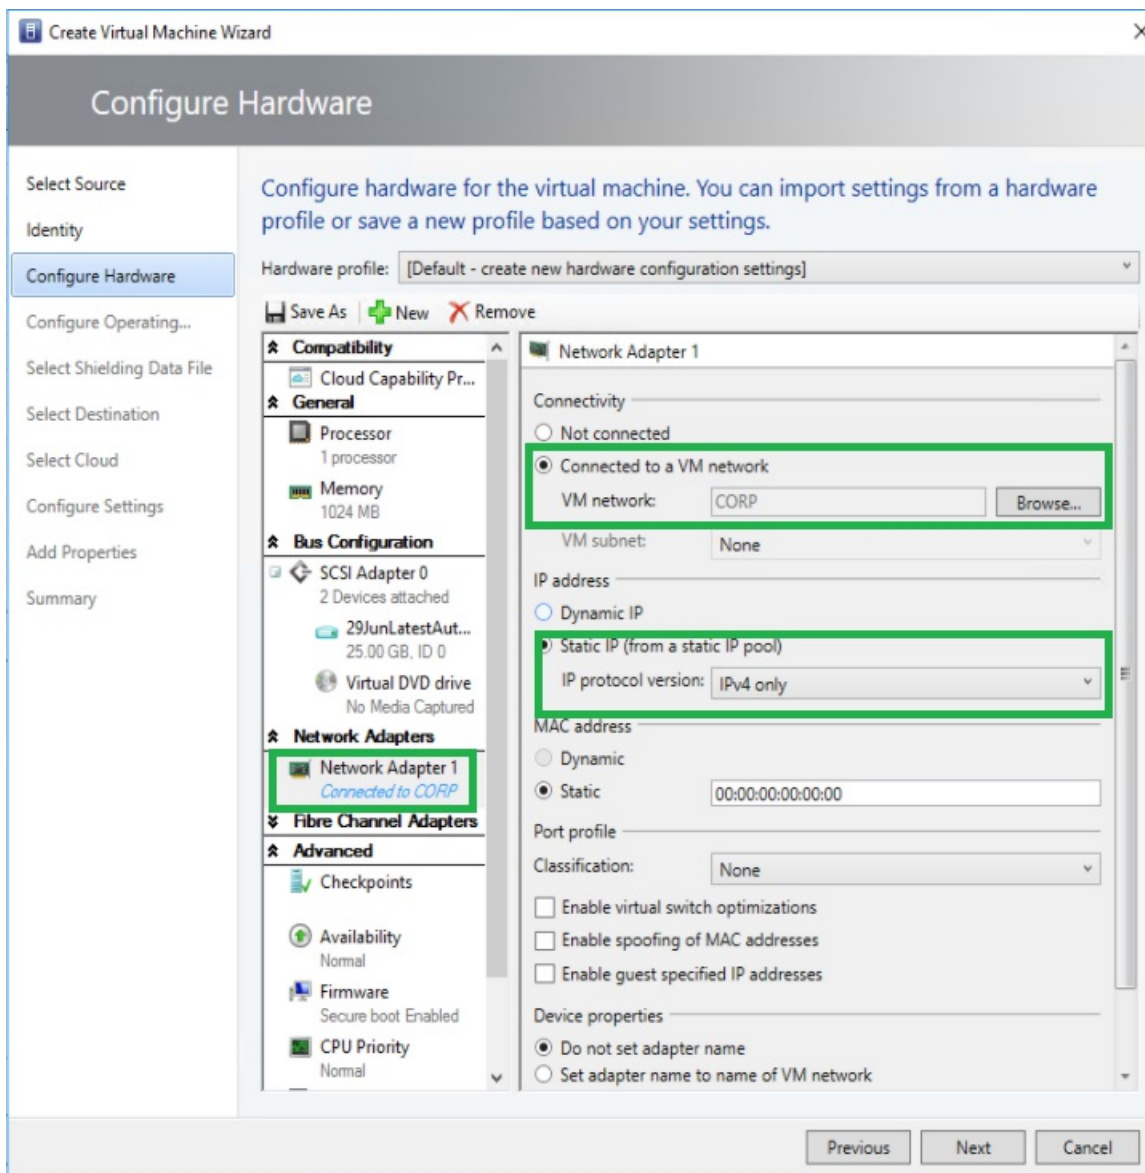 Create Virtual Machine Wizard
Configure Hardware
Select Source
Identity
Configure Hardware
Configure Operating...
Select Shielding Data File
Select Destination
Select Cloud
Configure Settings
Add Properties
Summary
Configure hardware for the virtual machine. You can import settings from a hardware
profile or save a new profile based on your settings.
Hardware profile: [Default - create new hardware configuration settings]
Save As New Remove
Compatibility
Cloud Capability Pr...
General
Processor
1 processor
Memory
1024 MB
Bus Configuration
SCSI Adapter 0
2 Devices attached
29JunLatestAut...
25.00 GB, ID 0
Virtual DVD drive
No Media Captured
Network Adapters
Network Adapter 1
Connected to CORP
Fibre Channel Adapters
Advanced
Checkpoints
Availability
Normal
Firmware
Secure boot Enabled
CPU Priority
Normal
Network Adapter 1
Connectivity
Not connected
Connected to a VM network
VM network: CORP Browse...
VM subnet: None
IP address
Dynamic IP
Static IP (from a static IP pool)
IP protocol version: IPv4 only
MAC address
Dynamic
Static 00:00:00:00:00:00
Port profile
Classification: None
Enable virtual switch optimizations
Enable spoofing of MAC addresses
Enable guest specified IP addresses
Device properties
Do not set adapter name
Set adapter name to name of VM network
Previous Next Cancel